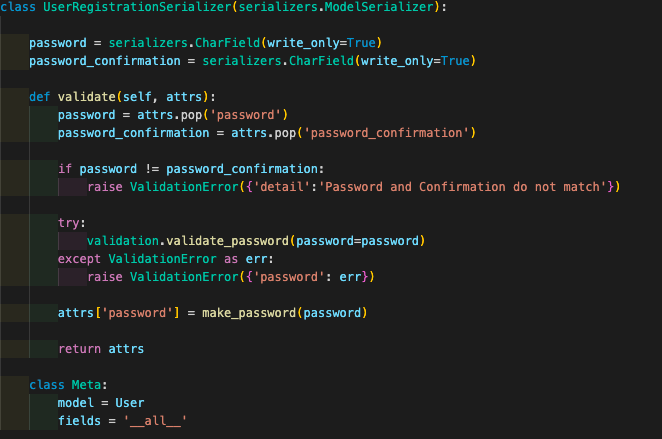 class UserRegistrationSerializer(serializers.ModelSerializer):
    password = serializers.CharField(write_only=True)
    password_confirmation = serializers.CharField(write_only=True)
    def validate(self, attrs):
        password = attrs.pop('password')
        password_confirmation = attrs.pop('password_confirmation')
        if password != password_confirmation:
            raise ValidationError({'detail':'Password and Confirmation do not match'})
        try:
            validation.validate_password(password=password)
        except ValidationError as err:
            raise ValidationError({'password': err})
        attrs['password'] = make_password(password)
        return attrs
    class Meta:
        model = User
        fields = '__all__'